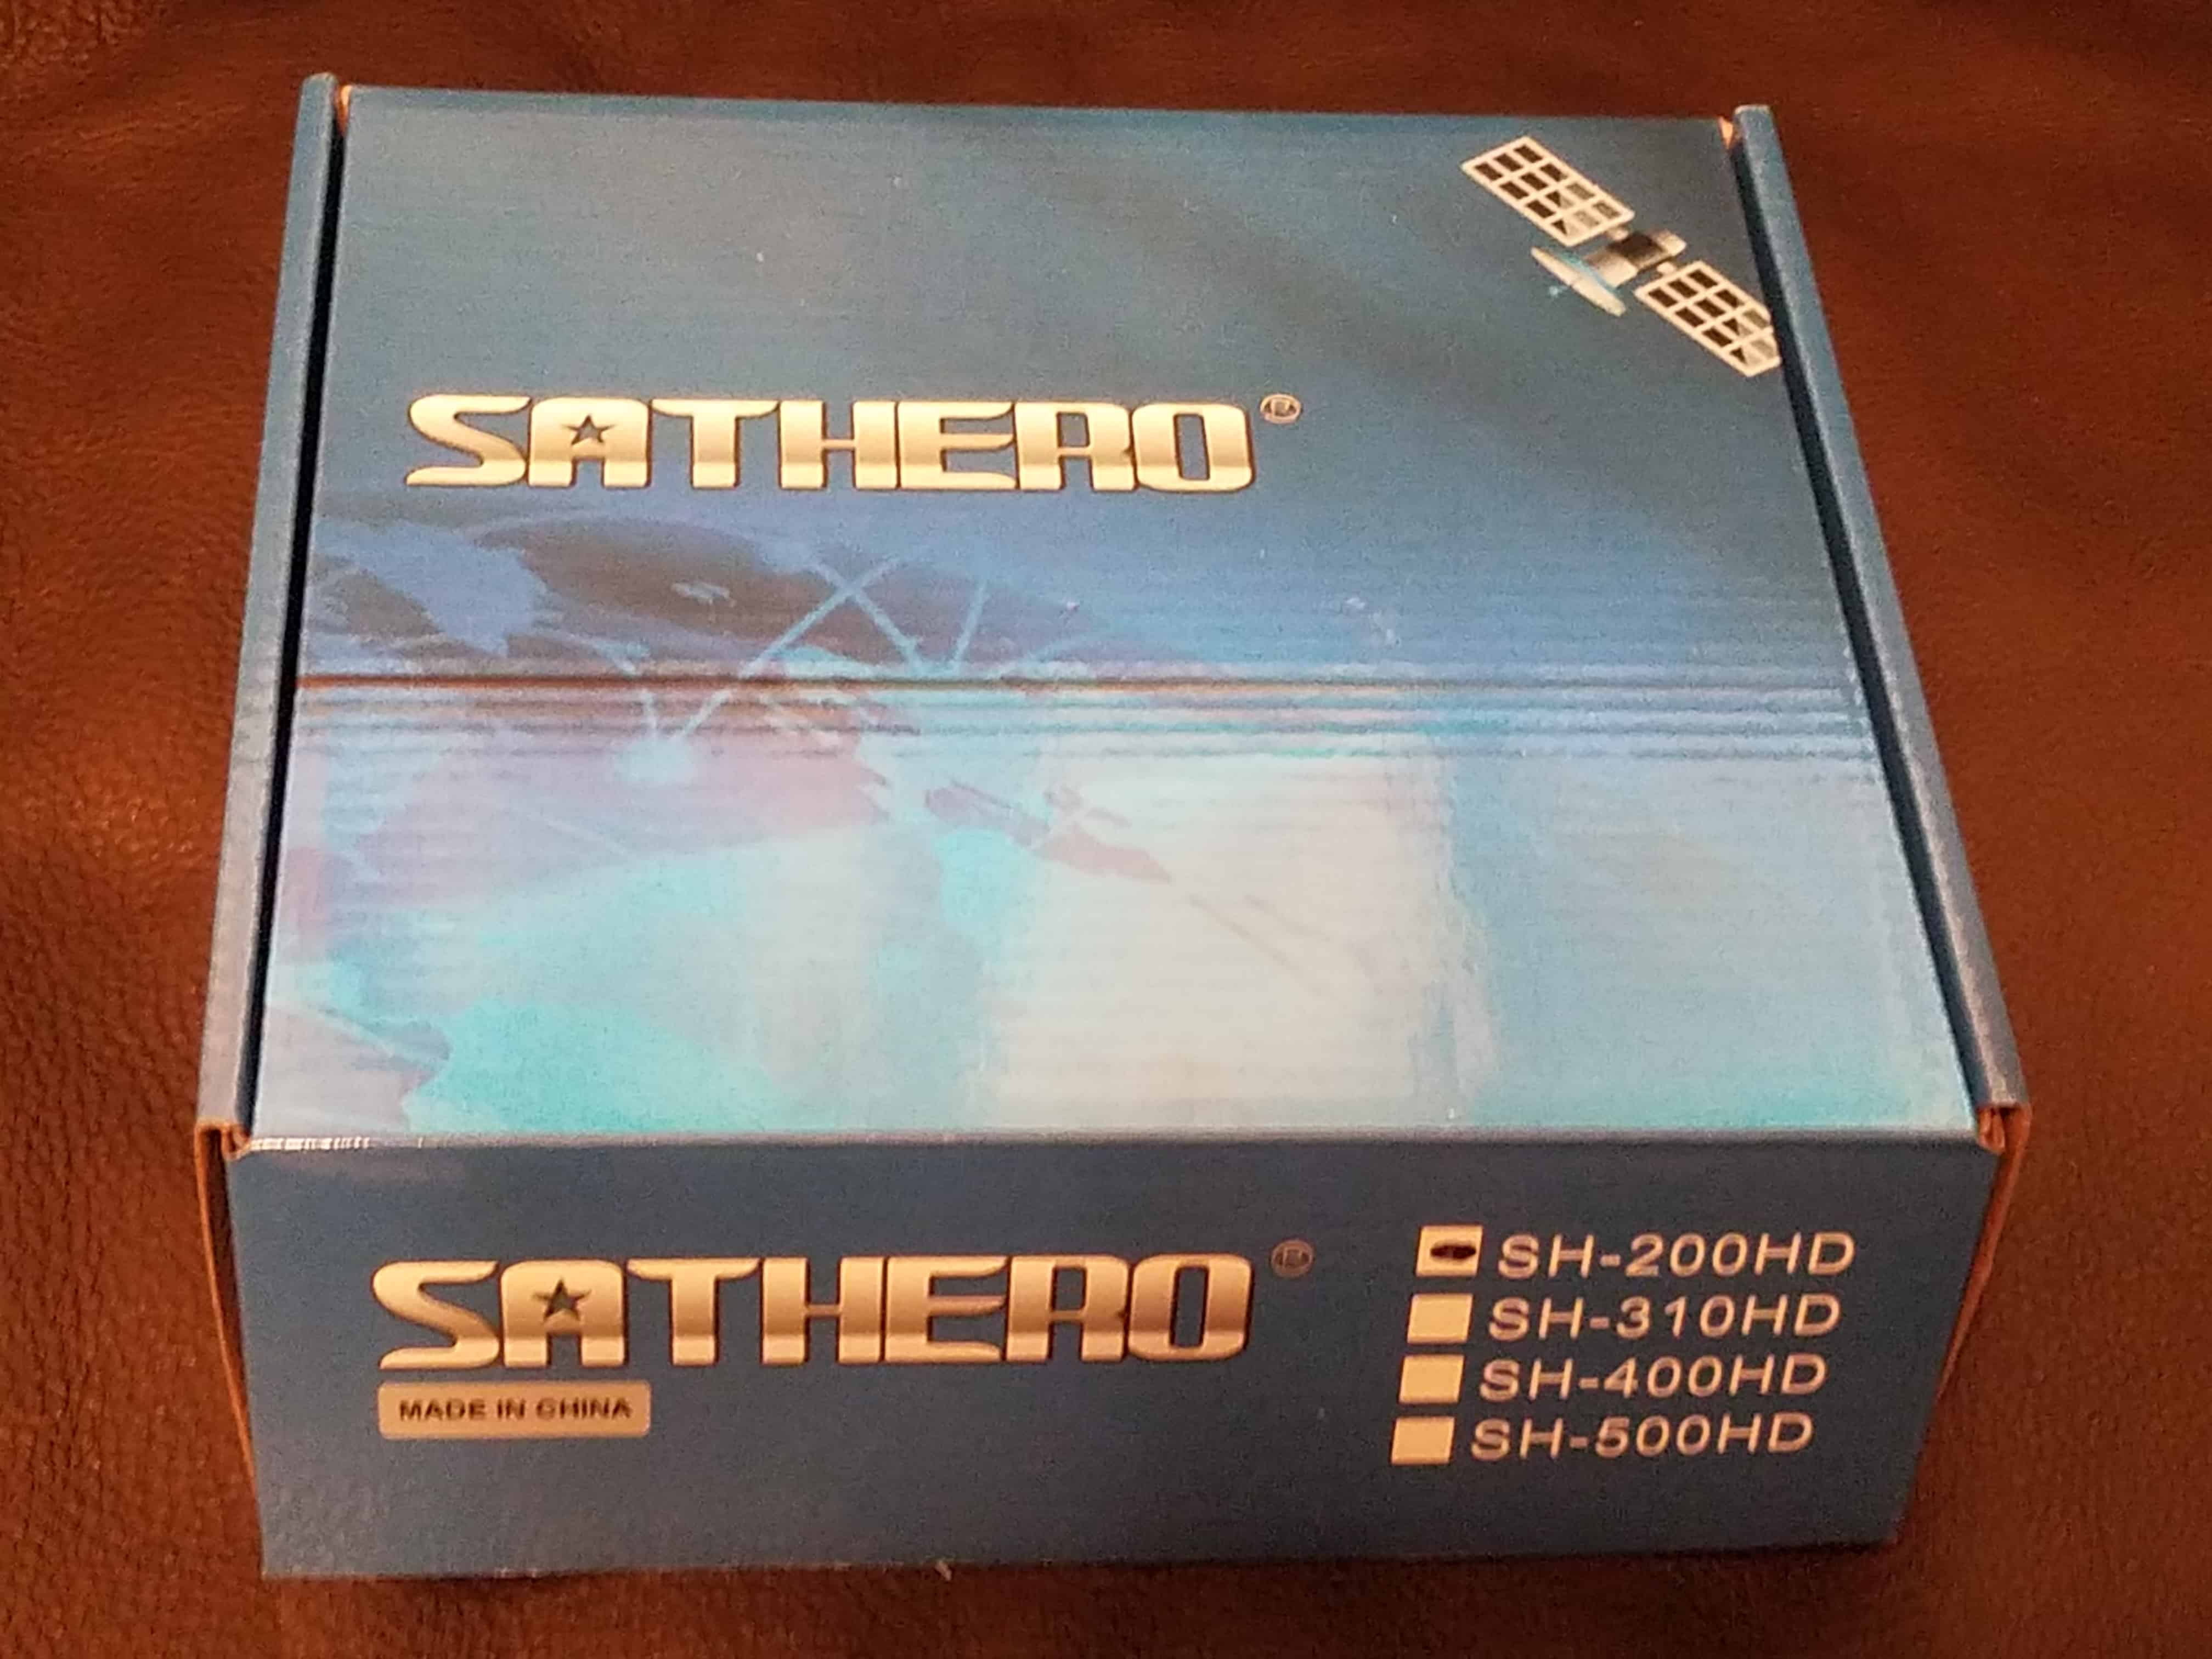 SATHERO®
SATHERO®
MADE IN CHINA
SH-200HD
SH-310HD
SH-400HD
SH-500HD